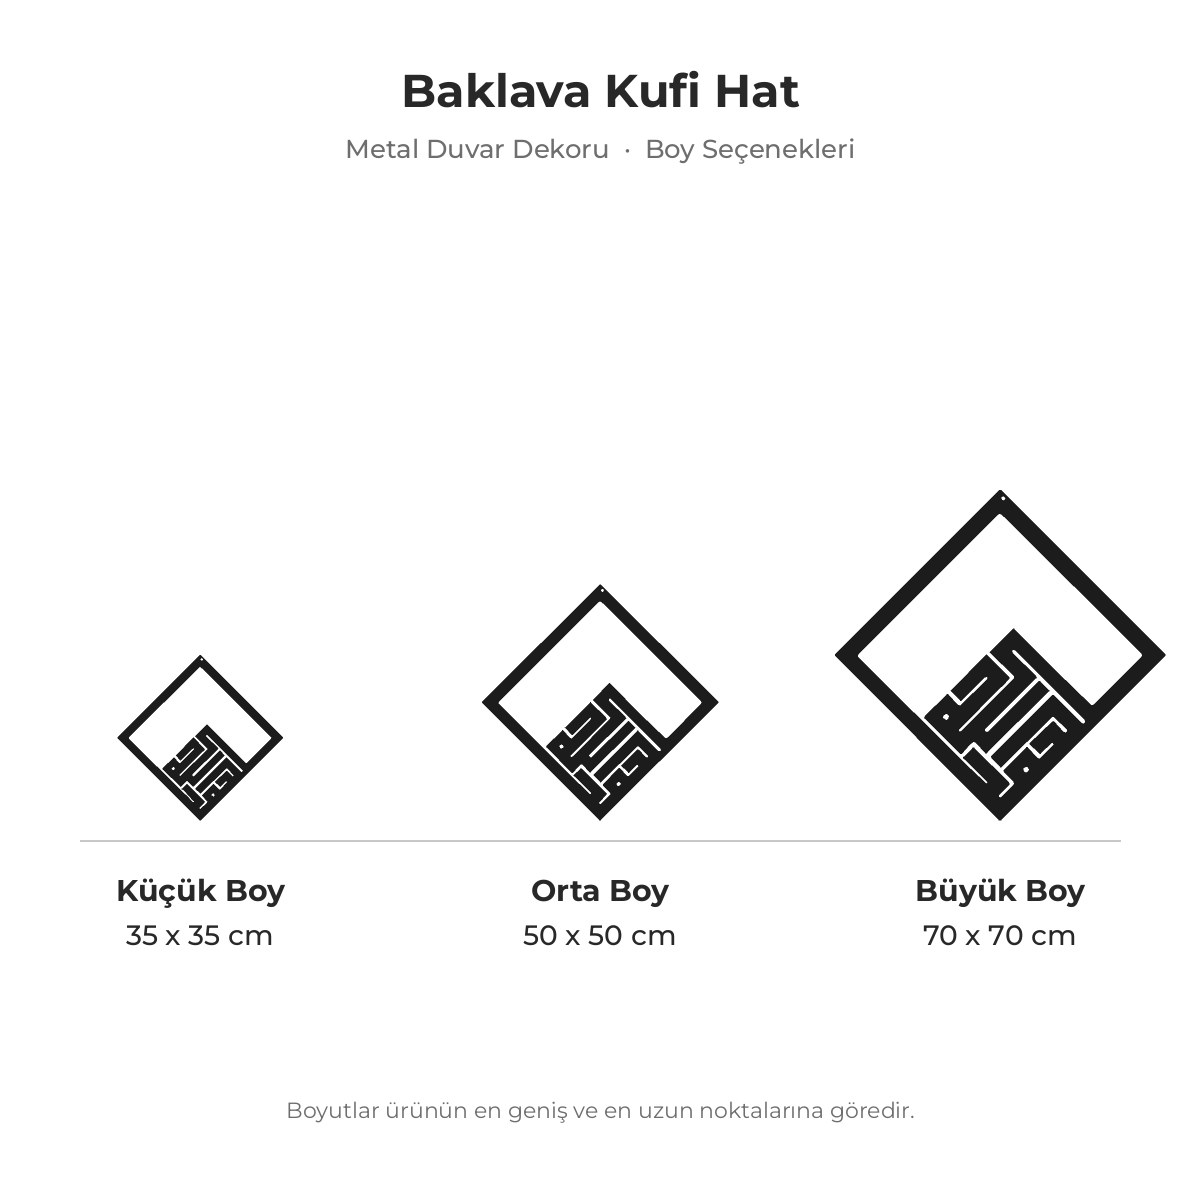 Baklava Kufi Hat
Metal Duvar Dekoru · Boy Seçenekleri
Küçük Boy
35 x 35 cm
Orta Boy
50 x 50 cm
Büyük Boy
70 x 70 cm
Boyutlar ürünün en geniş ve en uzun noktalarına göredir.